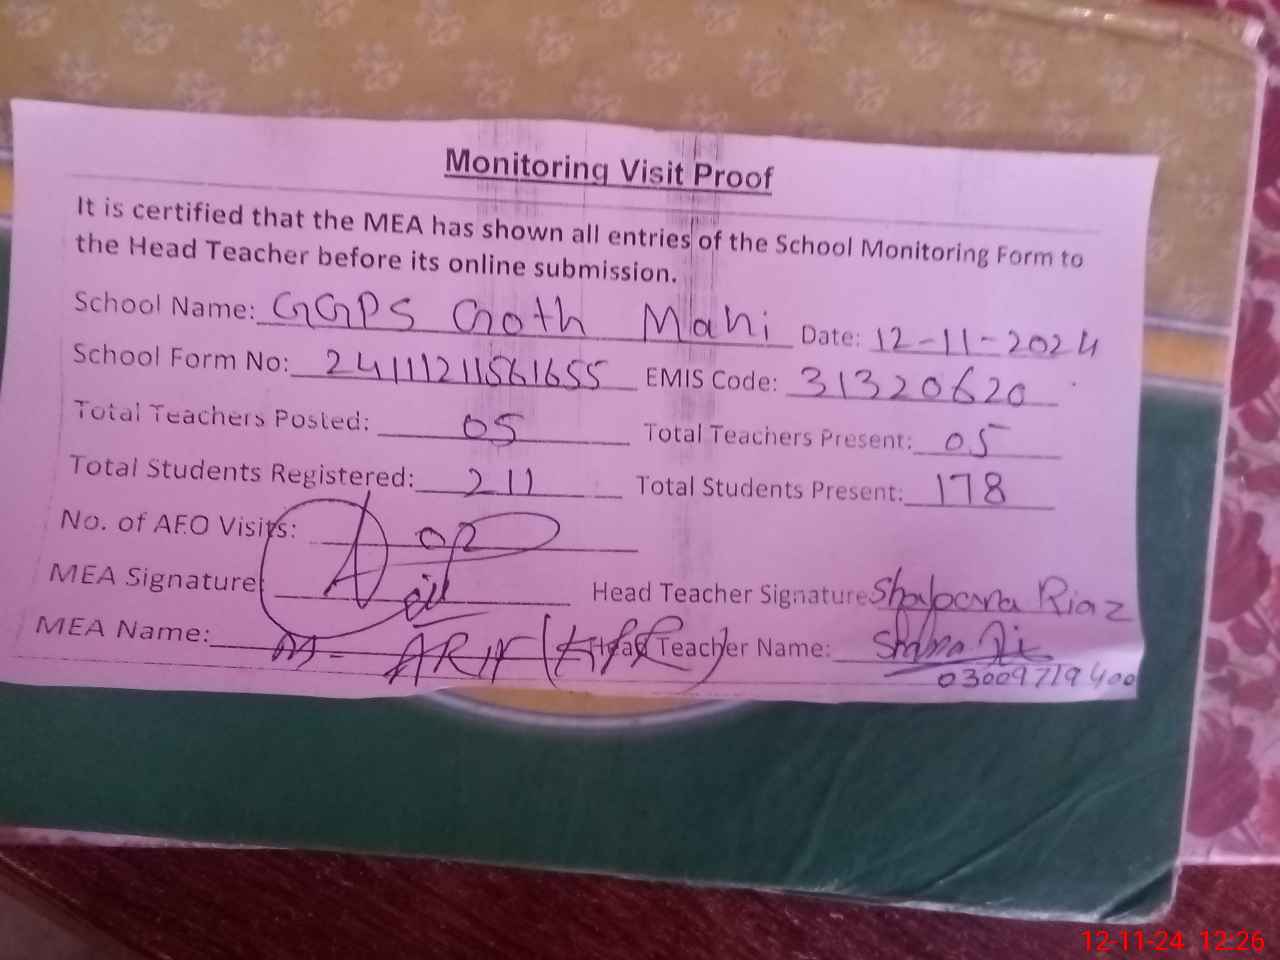 Monitoring Visit Proof
It is certified that the MEA has shown all entries of the School Monitoring Form to
the Head Teacher before its online submission.
School Name: GGPS Goth Mahi Date: 12-11-2024
School Form No: 24111211561655 EMIS Code: 31320620
Total Teachers Posted: 05 Total Teachers Present: 05
Total Students Registered: 211 Total Students Present: 178
No. of AEO Visits: 02
MEA Signature: Head Teacher Signature Riaz
MEA Name: M. ARIF Head Teacher Name:
03009719400
12-11-24 12:26